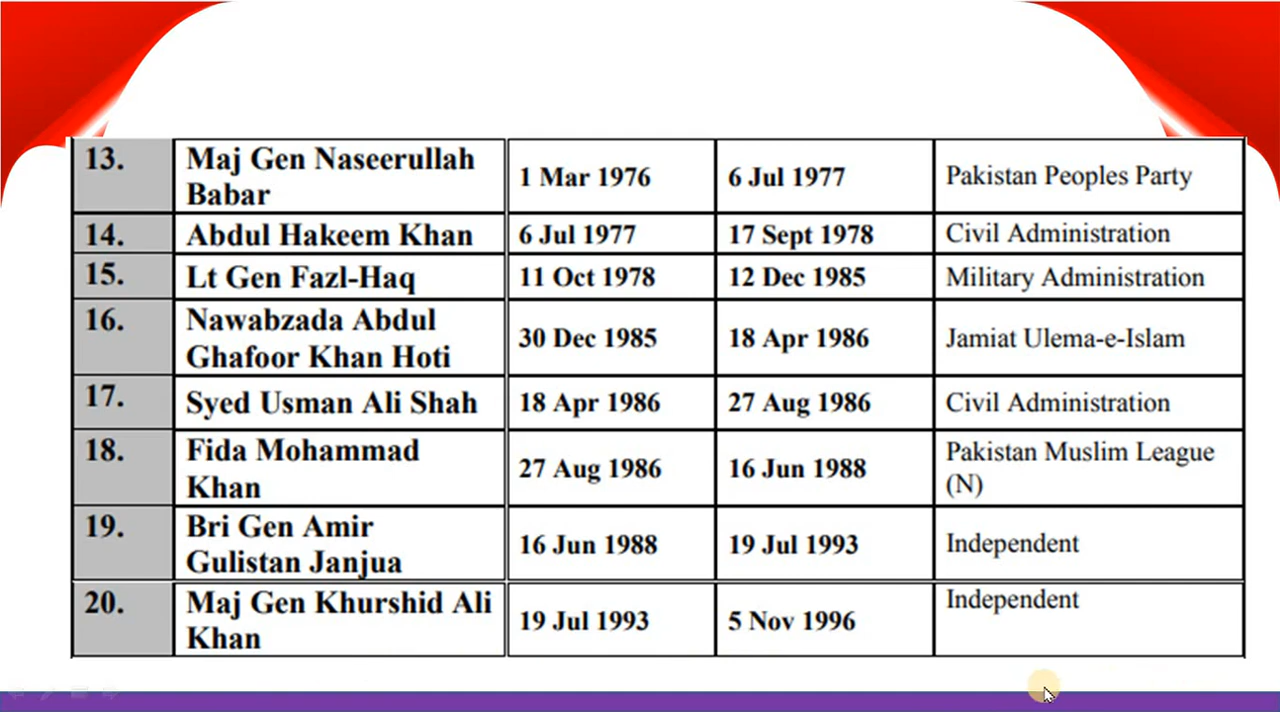 13. Maj Gen Naseerullah Babar 1 Mar 1976 6 Jul 1977 Pakistan Peoples Party
14. Abdul Hakeem Khan 6 Jul 1977 17 Sept 1978 Civil Administration
15. Lt Gen Fazl-Haq 11 Oct 1978 12 Dec 1985 Military Administration
16. Nawabzada Abdul Ghafoor Khan Hoti 30 Dec 1985 18 Apr 1986 Jamiat Ulema-e-Islam
17. Syed Usman Ali Shah 18 Apr 1986 27 Aug 1986 Civil Administration
18. Fida Mohammad Khan 27 Aug 1986 16 Jun 1988 Pakistan Muslim League (N)
19. Bri Gen Amir Gulistan Janjua 16 Jun 1988 19 Jul 1993 Independent
20. Maj Gen Khurshid Ali Khan 19 Jul 1993 5 Nov 1996 Independent